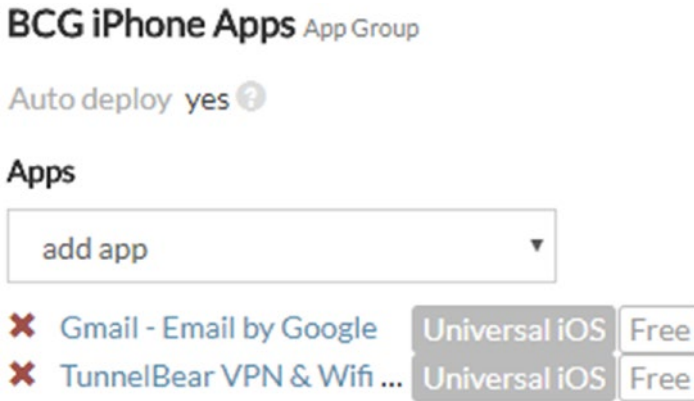 BCG iPhone Apps App Group
Auto deploy yes ?
Apps
add app
Gmail - Email by Google Universal iOS Free
TunnelBear VPN & Wifi ... Universal iOS Free